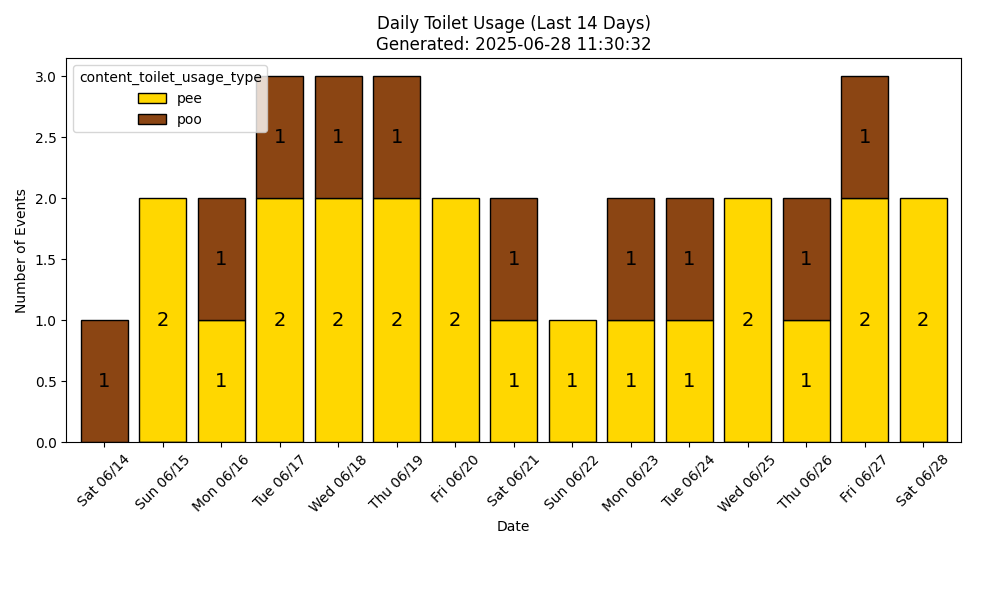 Daily Toilet Usage (Last 14 Days)
Generated: 2025-06-28 11:30:32
content_toilet_usage_type
pee
poo
Number of Events
3.0
2.5
2.0
1.5
1.0
0.5
0.0
1 1 1 1
1 1 1 1 1
2 2 2 2 2 2 2 2
1 1 1 1 1 1 1
Sat 06/14
Sun 06/15
Mon 06/16
Tue 06/17
Wed 06/18
Thu 06/19
Fri 06/20
Sat 06/21
Sun 06/22
Mon 06/23
Tue 06/24
Wed 06/25
Thu 06/26
Fri 06/27
Sat 06/28
Date